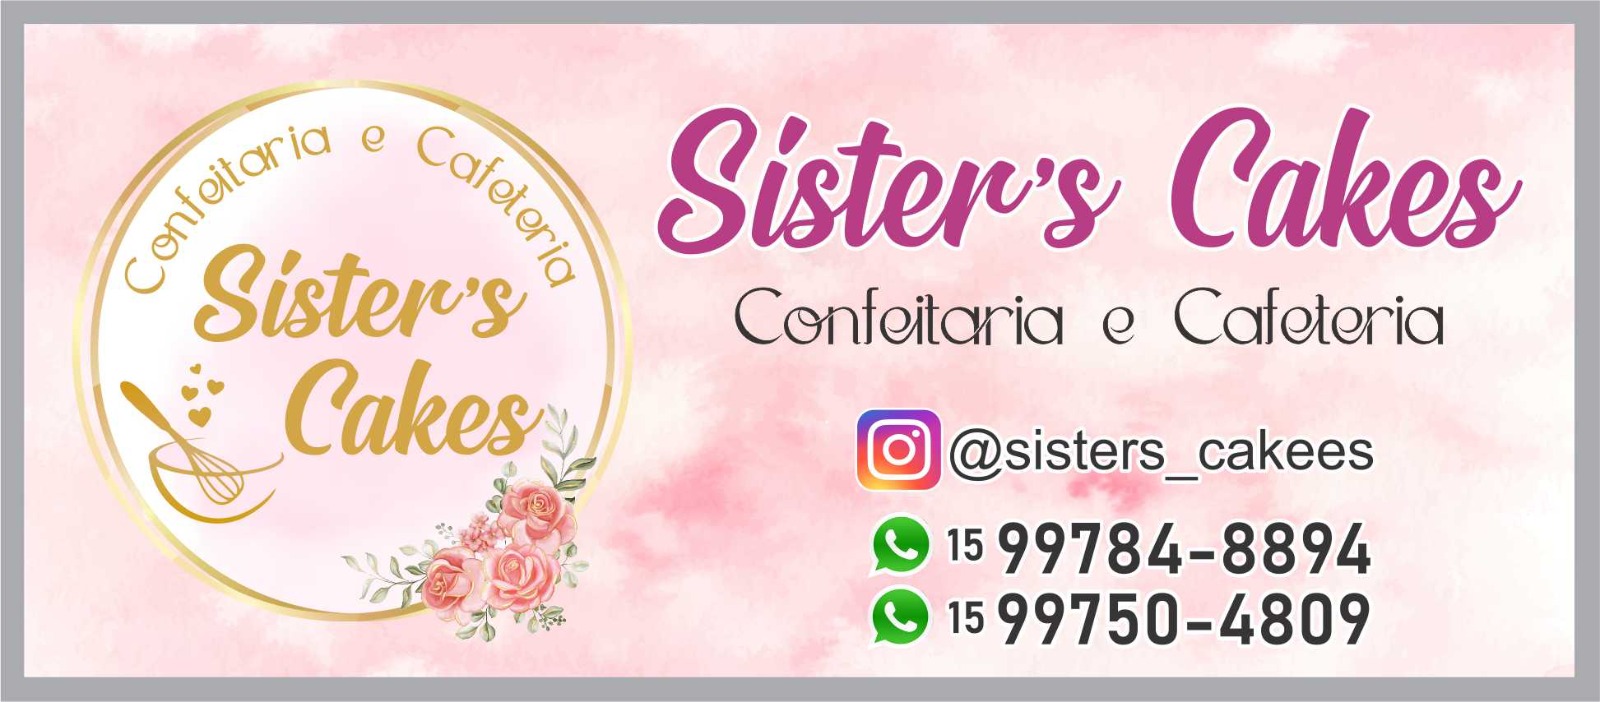 Confeitaria e Cafeteria
Sister's
Cakes
Sister's Cakes
Confeitaria e Cafeteria
@sisters_cakees
15 99784-8894
15 99750-4809